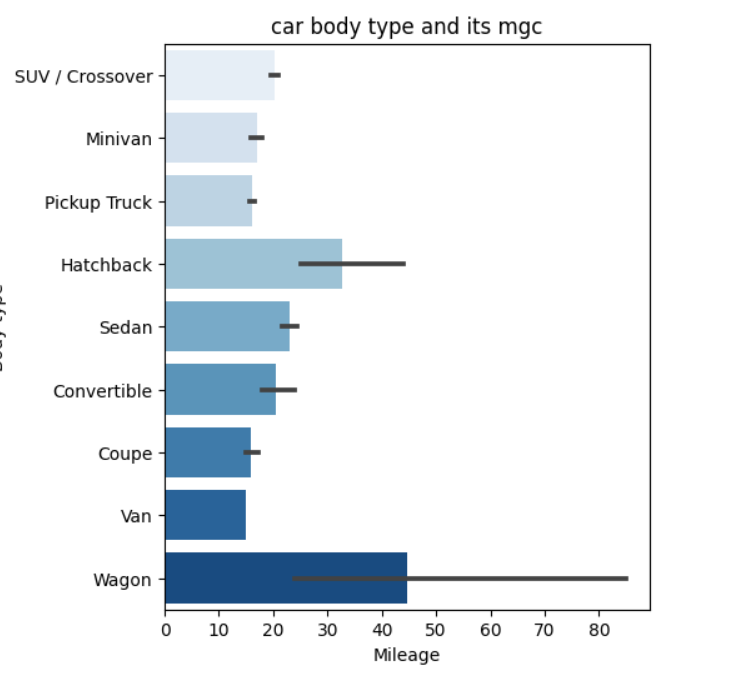 car body type and its mgc
SUV / Crossover
Minivan
Pickup Truck
Hatchback
Sedan
Convertible
Coupe
Van
Wagon
0 10 20 30 40 50 60 70 80
Mileage